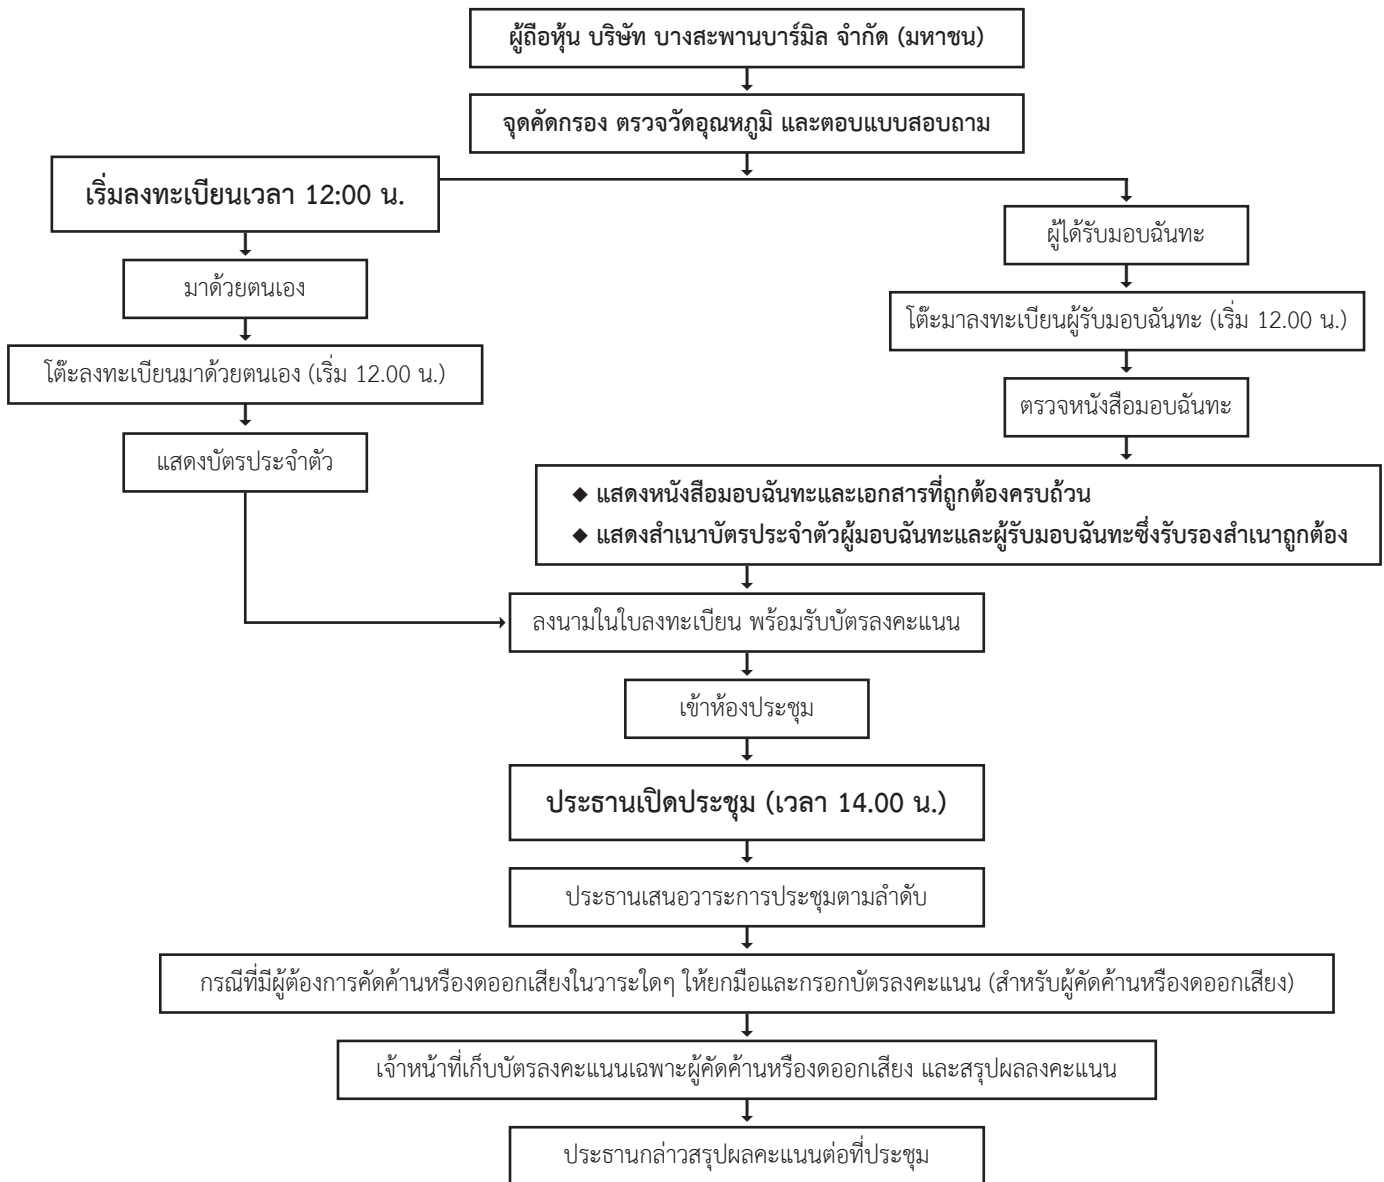 ผู้ถือหุ้น บริษัท บางสะพานบาร์มิล จำกัด (มหาชน)
จุดคัดกรอง ตรวจวัดอุณหภูมิ และตอบแบบสอบถาม
เริ่มลงทะเบียนเวลา 12:00 น.
มาด้วยตนเอง
โต๊ะลงทะเบียนมาด้วยตนเอง (เริ่ม 12.00 น.)
แสดงบัตรประจำตัว
ผู้ได้รับมอบฉันทะ
โต๊ะมาลงทะเบียนผู้รับมอบฉันทะ (เริ่ม 12.00 น.)
ตรวจหนังสือมอบฉันทะ
◆ แสดงหนังสือมอบฉันทะและเอกสารที่ถูกต้องครบถ้วน
◆ แสดงสำเนาบัตรประจำตัวผู้มอบฉันทะและผู้รับมอบฉันทะซึ่งรับรองสำเนาถูกต้อง
ลงนามในใบลงทะเบียน พร้อมรับบัตรลงคะแนน
เข้าห้องประชุม
ประธานเปิดประชุม (เวลา 14.00 น.)
ประธานเสนอวาระการประชุมตามลำดับ
กรณีที่มีผู้ต้องการคัดค้านหรืองดออกเสียงในวาระใดๆ ให้ยกมือและกรอกบัตรลงคะแนน (สำหรับผู้คัดค้านหรืองดออกเสียง)
เจ้าหน้าที่เก็บบัตรลงคะแนนเฉพาะผู้คัดค้านหรืองดออกเสียง และสรุปผลลงคะแนน
ประธานกล่าวสรุปผลคะแนนต่อที่ประชุม